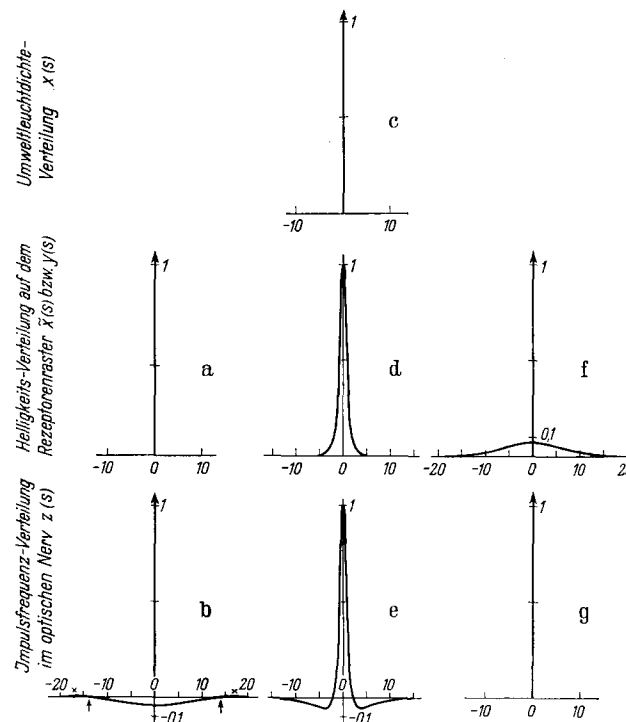 Umweltleuchtdichte-
Verteilung x(s)
1
c
-10
10
Helligkeits-Verteilung auf dem
Rezeptorenraster x̄(s) bzw. y(s)
1
a
-10 0 10
1
d
-10 0 10
1
f
0,1
-20 -10 0 10 20
Impulsfrequenz-Verteilung
im optischen Nerv z(s)
1
b
-20 -10 0 10 20
x x
-0.1
1
e
-10 0 10
-0.1
1
g
-10 0 10